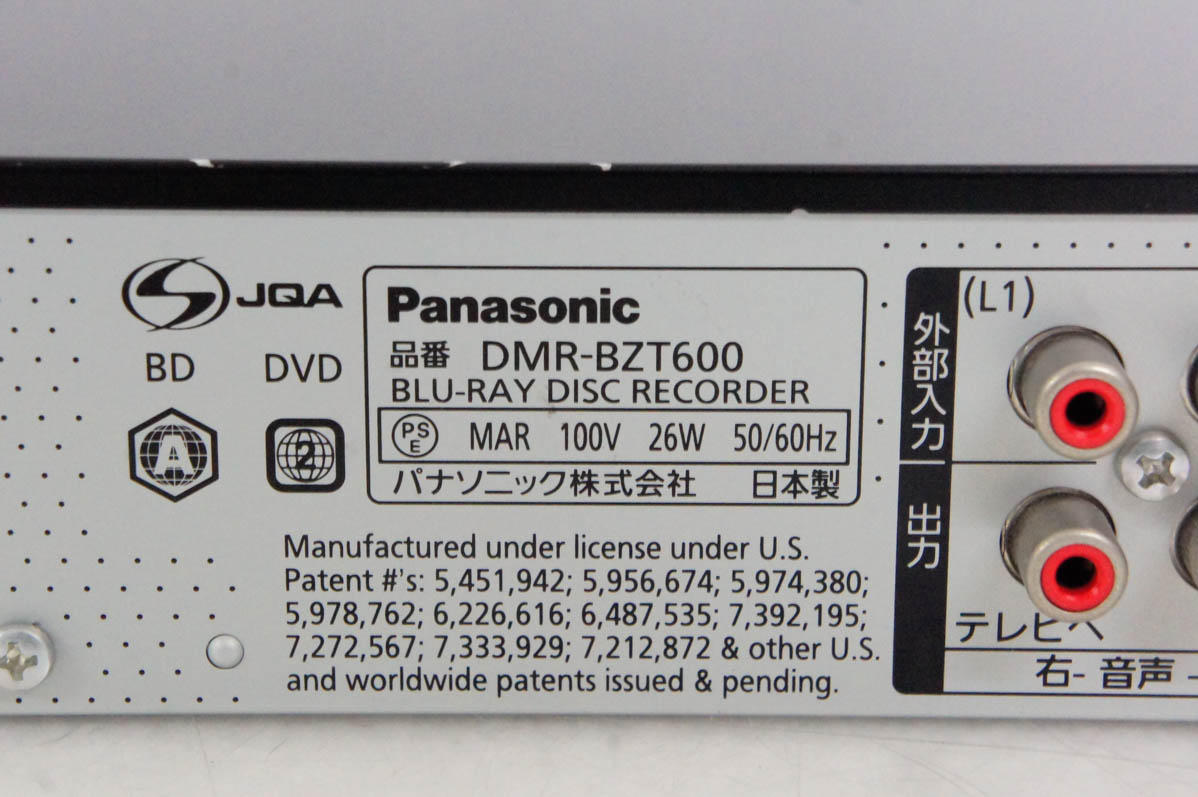 JQA
BD DVD
A 2
Panasonic
品番 DMR-BZT600
BLU-RAY DISC RECORDER
PSE MAR 100V 26W 50/60Hz
パナソニック株式会社 日本製
Manufactured under license under U.S.
Patent #'s: 5,451,942; 5,956,674; 5,974,380;
5,978,762; 6,226,616; 6,487,535; 7,392,195;
7,272,567; 7,333,929; 7,212,872 & other U.S.
and worldwide patents issued & pending.
(L1)
外部入力
出力
テレビへ
右- 音声 -